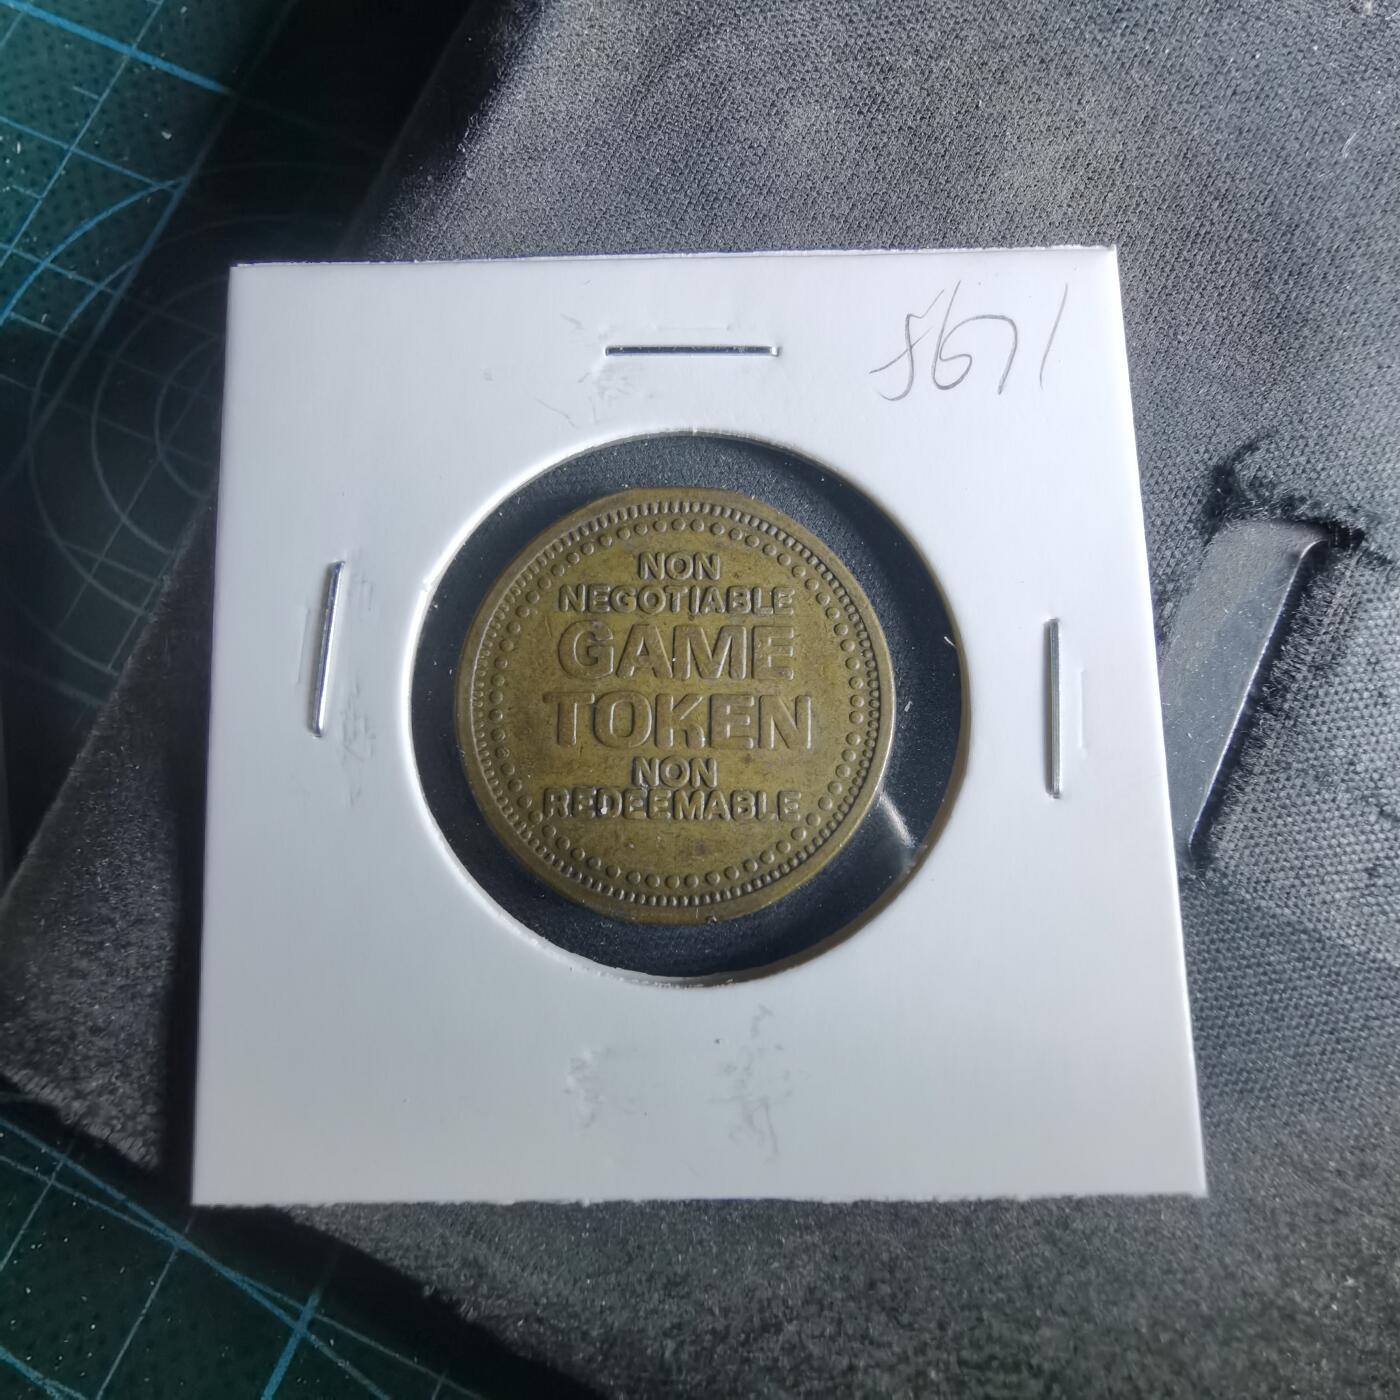 5671
NON
NEGOTIABLE
GAME
TOKEN
NON
REDEEMABLE